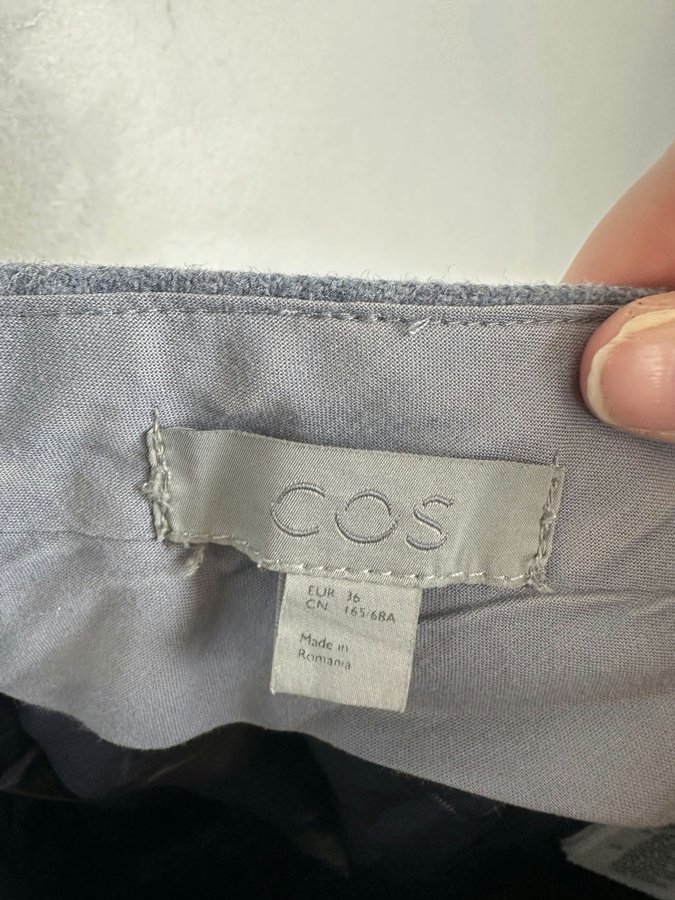 COS
EUR 36
CN 165 68A
Made in
Romania